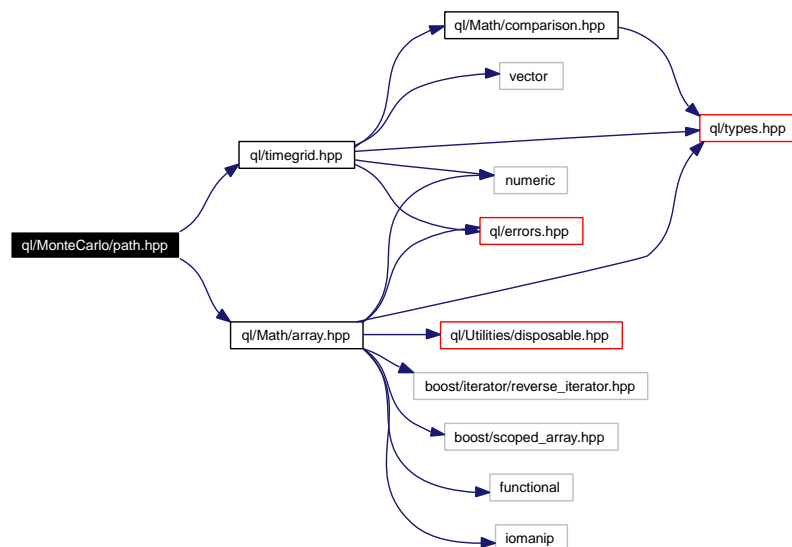 ql/Math/comparison.hpp
vector
ql/types.hpp
ql/timegrid.hpp
numeric
ql/errors.hpp
ql/MonteCarlo/path.hpp
ql/Math/array.hpp
ql/Utilities/disposable.hpp
boost/iterator/reverse_iterator.hpp
boost/scoped_array.hpp
functional
iomanip